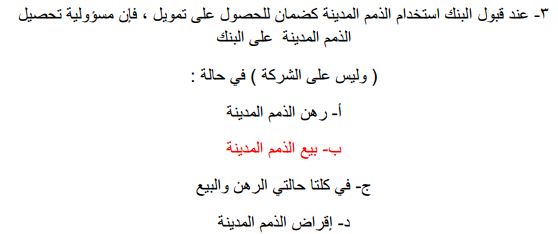 ٣- عند قبول البنك استخدام الذمم المدينة كضمان للحصول على تمويل ، فإن مسؤولية تحصيل
الذمم المدينة على البنك
( وليس على الشركة ) في حالة :
أ- رهن الذمم المدينة
ب- بيع الذمم المدينة
ج- في كلتا حالتي الرهن والبيع
د- إقراض الذمم المدينة